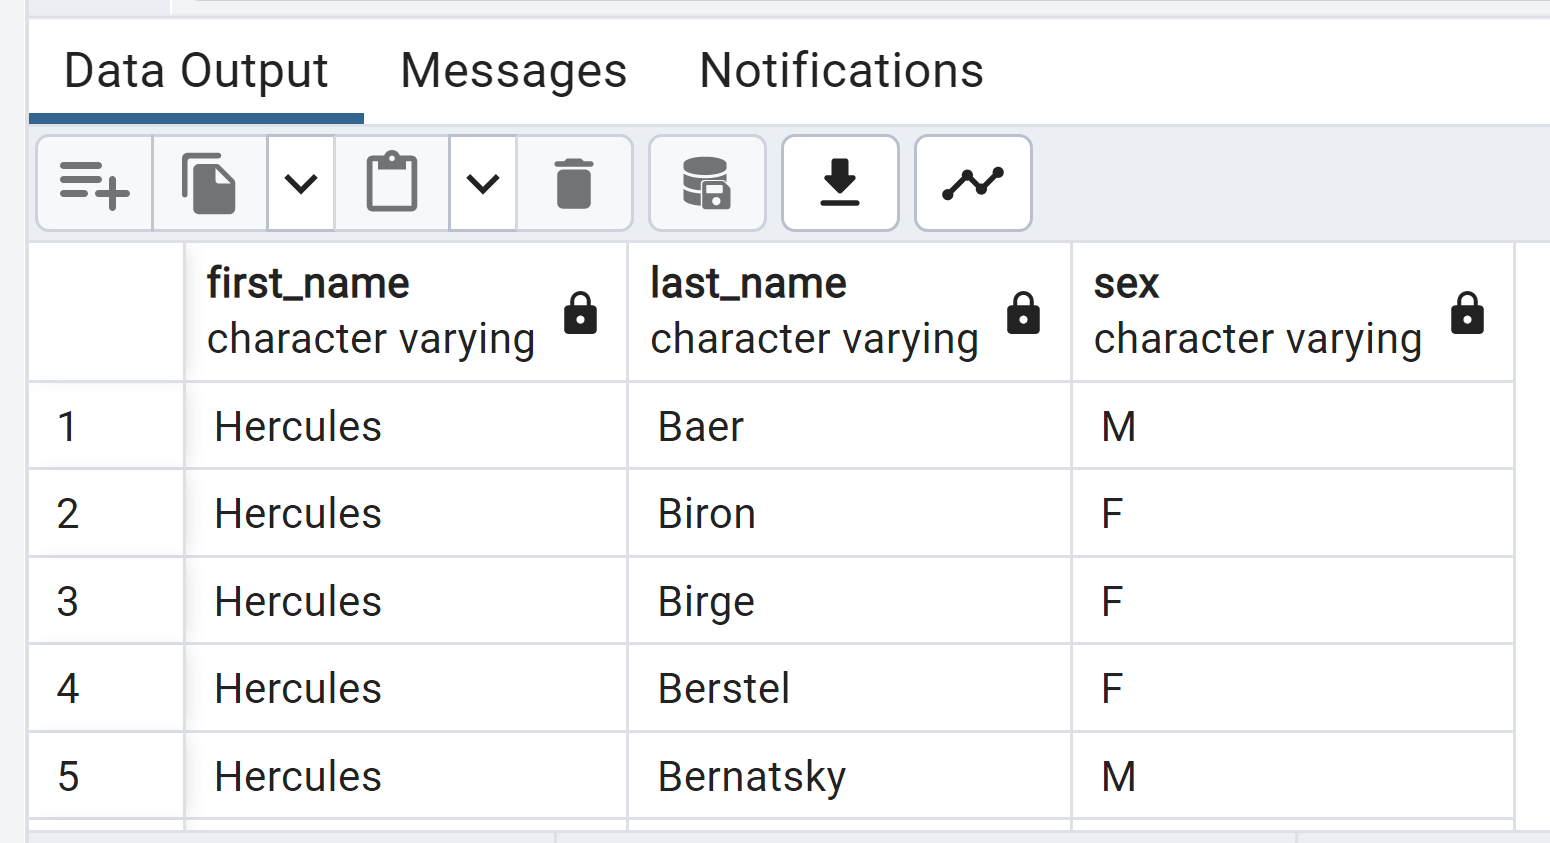 Data Output Messages Notifications
first_name last_name sex
character varying character varying character varying
1 Hercules Baer M
2 Hercules Biron F
3 Hercules Birge F
4 Hercules Berstel F
5 Hercules Bernatsky M